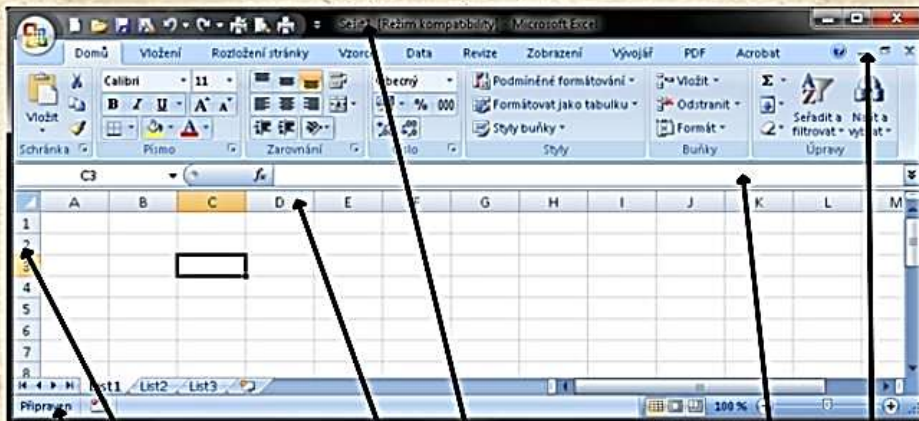 Sešit1 [Režim kompatibility] - Microsoft Excel
Domů Vložení Rozložení stránky Vzorce Data Revize Zobrazení Vývojář PDF Acrobat
Calibri 11 Obecný Podmíněné formátování Vložit Σ
Vložit B I U A A % 000 Formátovat jako tabulku Odstranit Seřadit a filtrovat Najít a vybrat
A Styly buňky Formát
Schránka Písmo Zarovnání Číslo Styly Buňky Úpravy
C3 fx
A B C D E F G H I J K L M
1
2
3
4
5
6
7
8
List1 List2 List3
Připraven 100 %